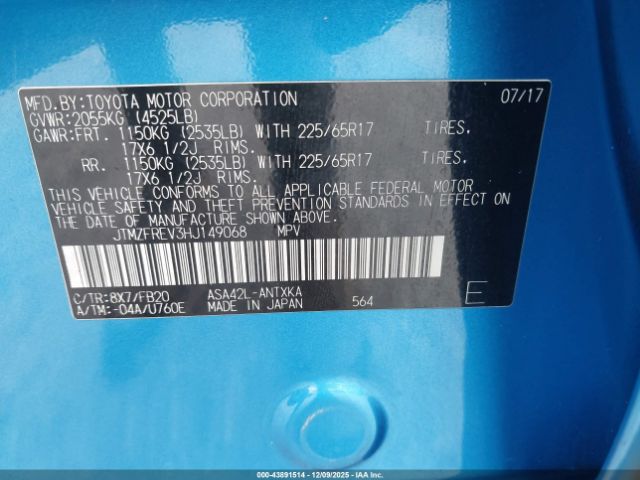 MFD.BY:TOYOTA MOTOR CORPORATION 07/17
GVWR:2055KG (4525LB)
GAWR:FRT. 1150KG (2535LB) WITH 225/65R17 TIRES,
17X6 1/2J RIMS.
RR. 1150KG (2535LB) WITH 225/65R17 TIRES,
17X6 1/2J RIMS.
THIS VEHICLE CONFORMS TO ALL APPLICABLE FEDERAL MOTOR
VEHICLE SAFETY AND THEFT PREVENTION STANDARDS IN EFFECT ON
THE DATE OF MANUFACTURE SHOWN ABOVE.
JTMZFREV3HJ149068 MPV
C/TR:8X7/FB20 ASA42L-ANTXKA
A/TM:-04A/U760E MADE IN JAPAN 564 E
00-43891514 - 12/09/2025 - COPART.COM